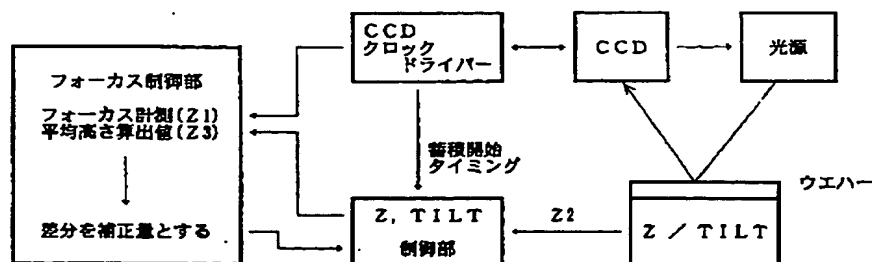 フォーカス制御部
フォーカス計測(Z1)
平均高さ算出値(Z3)
差分を補正量とする
CCD
クロック
ドライバー
CCD
光源
蓄積開始
タイミング
Z, TILT
制御部
Z2
ウエハー
Z / TILT